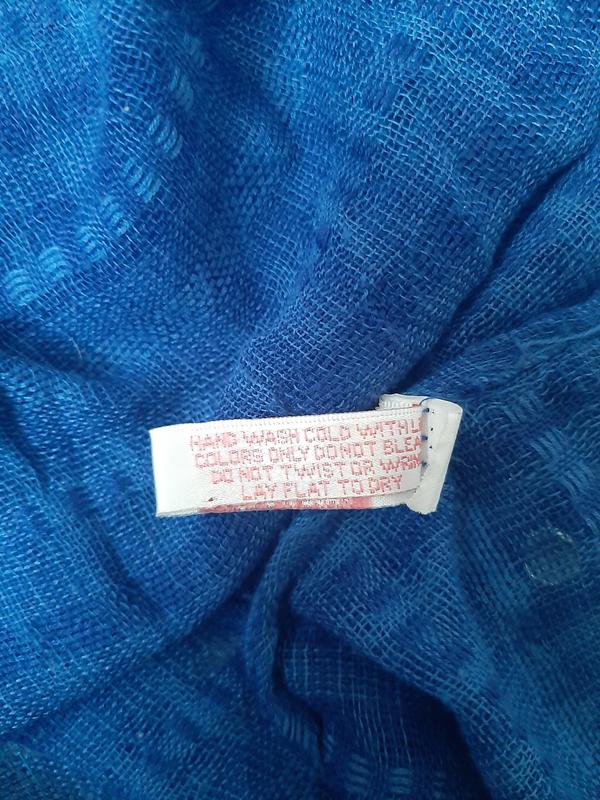 HAND WASH COLD WITH L
COLORS ONLY DO NOT BLEA
DO NOT TWIST OR WRIN
LAY FLAT TO DRY